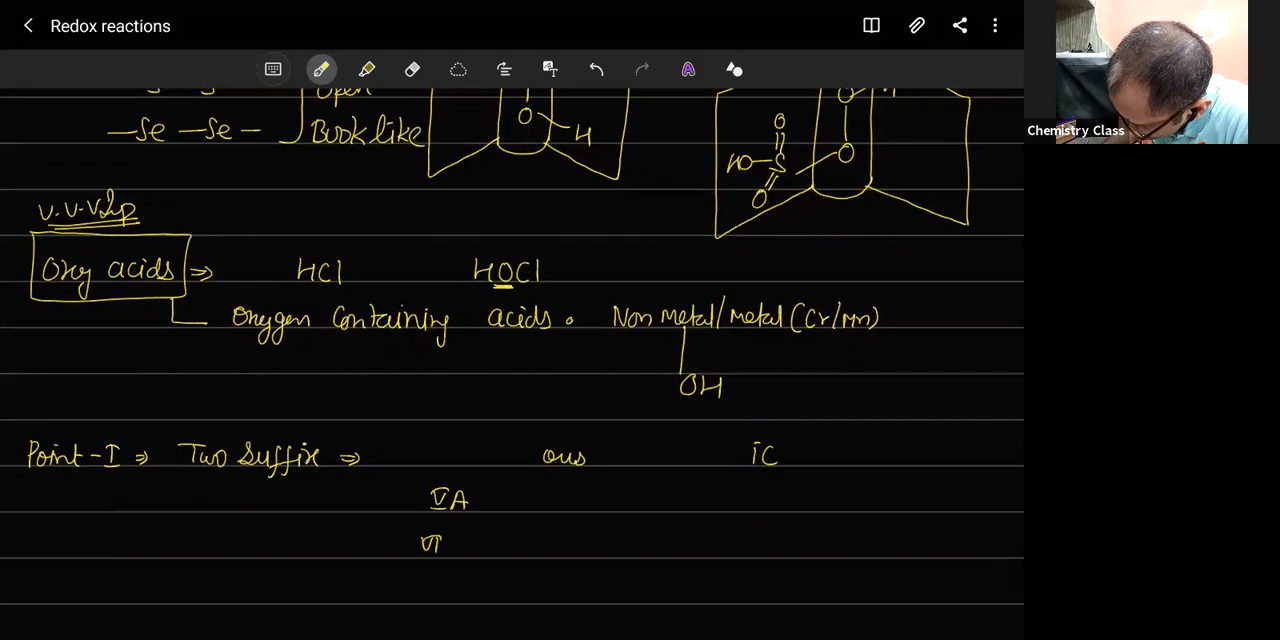 Redox reactions
Chemistry Class
Open
—Se—Se—
Book like
O
H
O
HO—S
O
O
V.V.V Imp
Oxy acids ⇒ HCl HOCl
Oxygen containing acids. Non metal/metal (Cr/Mn)
OH
Point-I ⇒ Two Suffix ⇒ ous ic
VA
VI